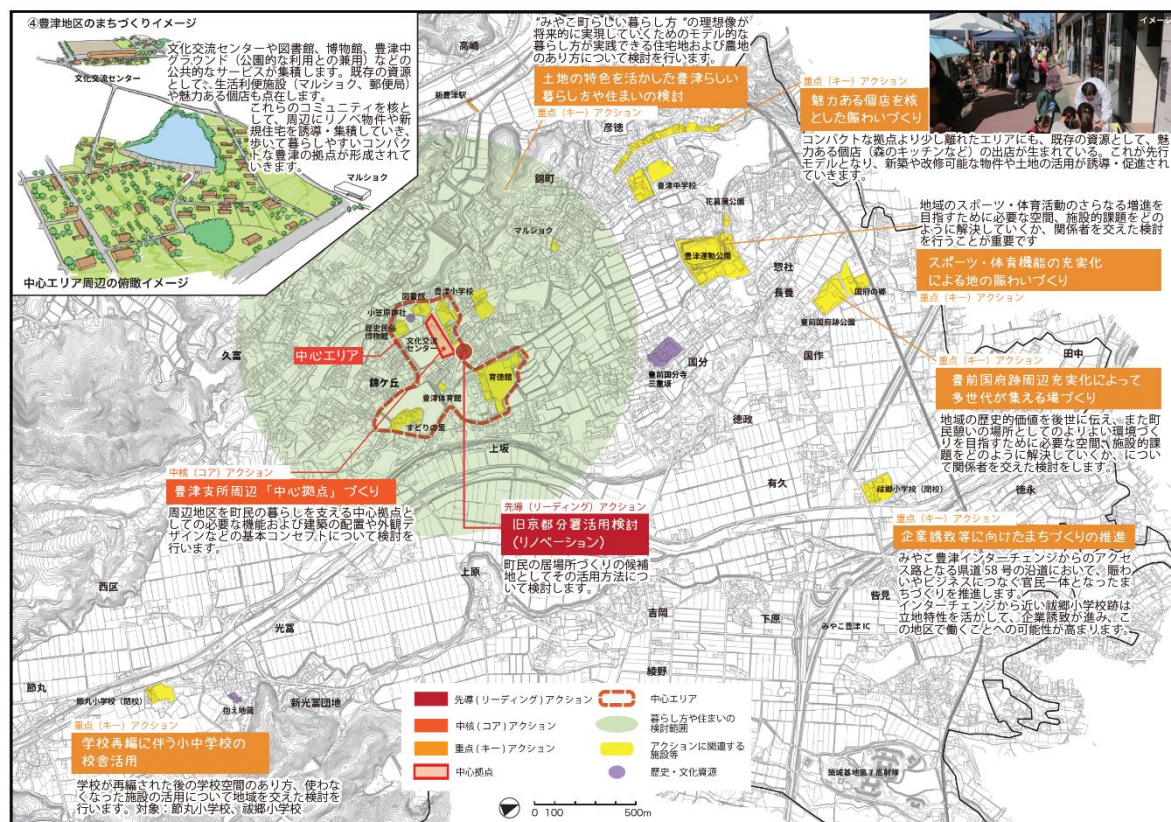 ④豊津地区のまちづくりイメージ
文化交流センターや図書館、博物館、豊津中
グラウンド（公園的な利用との兼用）などの
公共的なサービスが集積します。既存の資源
として、生活利便施設（マルショク、郵便局）
や魅力ある個店も点在します。
これらのコミュニティを核と
して、周辺にリノベ物件や新
規住宅を誘導・集積していき、
歩いて暮らしやすいコンパク
トな豊津の拠点が形成されて
いきます。
文化交流センター
マルショク
中心エリア周辺の俯瞰イメージ
“みやこ町らしい暮らし方 ”の理想像が
将来的に実現していくためのモデル的な
暮らし方が実践できる住宅地および農地
のあり方について検討を行います。
土地の特色を活かした豊津らしい
暮らし方や住まいの検討
重点（キー）アクション
イメージ
重点（キー）アクション
魅力ある個店を核
とした賑わいづくり
コンパクトな拠点より少し離れたエリアにも、既存の資源として、魅
力ある個店（森のキッチンなど）の出店が生まれている。これが先行
モデルとなり、新築や改修可能な物件や土地の活用が誘導・促進され
ていきます。
地域のスポーツ・体育活動のさらなる増進を
目指すために必要な空間、施設的課題をどの
ように解決していくか、関係者を交えた検討
を行うことが重要です
スポーツ・体育機能の充実化
による地の賑わいづくり
重点（キー）アクション
重点（キー）アクション
豊前国府跡周辺充実化によって
多世代が集える場づくり
地域の歴史的価値を後世に伝え、また町
民憩いの場所としてのよりよい環境づく
りを目指すために必要な空間、施設的課
題をどのように解決していくか、について
関係者を交えた検討をします。
重点（キー）アクション
企業誘致等に向けたまちづくりの推進
みやこ豊津インターチェンジからのアクセ
ス路となる県道 58 号の沿道において、賑わ
いやビジネスにつなぐ官民一体となったま
ちづくりを推進します。
インターチェンジから近い祓郷小学校跡は
立地特性を活かして、企業誘致が進み、こ
の地区で働くことへの可能性が高まります。
中核（コア）アクション
豊津支所周辺「中心拠点」づくり
周辺地区を町民の暮らしを支える中心拠点
としての必要な機能および建築の配置や外観デ
ザインなどの基本コンセプトについて検討を
行います。
先導（リーディング）アクション
旧京都分署活用検討
（リノベーション）
町民の居場所づくりの候補
地としてその活用方法につ
いて検討します。
重点（キー）アクション
学校再編に伴う小中学校の
校舎活用
学校が再編された後の学校空間のあり方、使わな
くなった施設の活用について地域を交えた検討を
行います。対象：節丸小学校、祓郷小学校
高崎
新豊津駅
彦徳
錦町
豊津中学校
花菖蒲公園
マルショク
豊津運動公園
惣社
長養
国府の郷
豊前国府跡公園
図書館
豊津小学校
小笠原神社
歴史民俗
博物館
文化交流
センター
中心エリア
久富
錦ケ丘
豊津体育館
育徳館
すどりの里
国分
豊前国分寺
三重塔
国作
田中
徳政
上坂
有久
祓郷小学校（閉校）
徳永
西区
上原
光冨
吉岡
下原
皆見
みやこ豊津 IC
綾野
節丸
節丸小学校（閉校）
抱え地蔵
新光冨団地
築城基地第7高射隊
先導（リーディング）アクション
中核（コア）アクション
重点（キー）アクション
中心拠点
中心エリア
暮らし方や住まいの
検討範囲
アクションに関連する
施設等
歴史・文化資源
0 100 500m